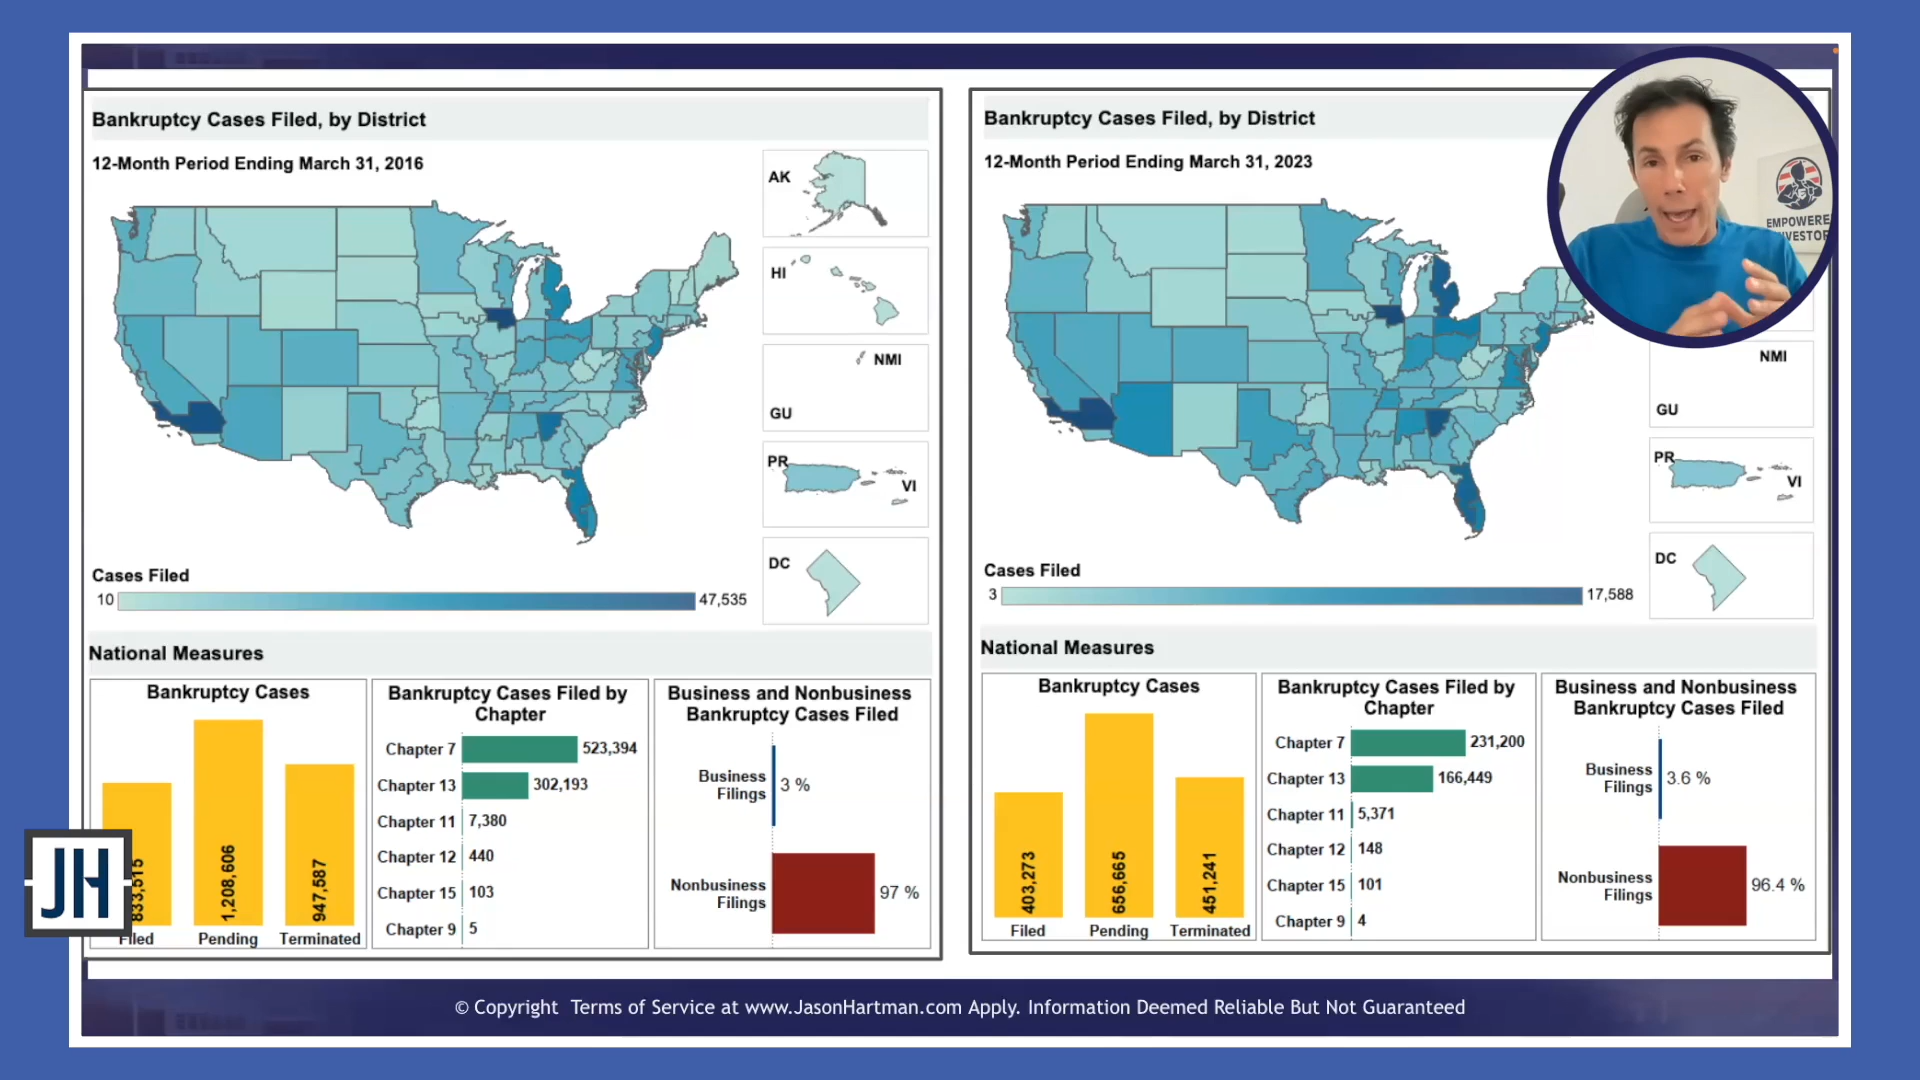 Bankruptcy Cases Filed, by District
12-Month Period Ending March 31, 2016
AK
HI
NMI
GU
PR
VI
DC
Cases Filed
10
47,535
National Measures
Bankruptcy Cases
833,515
1,208,606
947,587
Filed
Pending
Terminated
Bankruptcy Cases Filed by
Chapter
Chapter 7 523,394
Chapter 13 302,193
Chapter 11 7,380
Chapter 12 440
Chapter 15 103
Chapter 9 5
Business and Nonbusiness
Bankruptcy Cases Filed
Business
Filings
3 %
Nonbusiness
Filings
97 %
Bankruptcy Cases Filed, by District
12-Month Period Ending March 31, 2023
NMI
GU
PR
VI
DC
Cases Filed
3
17,588
National Measures
Bankruptcy Cases
403,273
656,665
451,241
Filed
Pending
Terminated
Bankruptcy Cases Filed by
Chapter
Chapter 7 231,200
Chapter 13 166,449
Chapter 11 5,371
Chapter 12 148
Chapter 15 101
Chapter 9 4
Business and Nonbusiness
Bankruptcy Cases Filed
Business
Filings
3.6 %
Nonbusiness
Filings
96.4 %
EMPOWERE
NVESTOR
JH
© Copyright Terms of Service at www.JasonHartman.com Apply. Information Deemed Reliable But Not Guaranteed